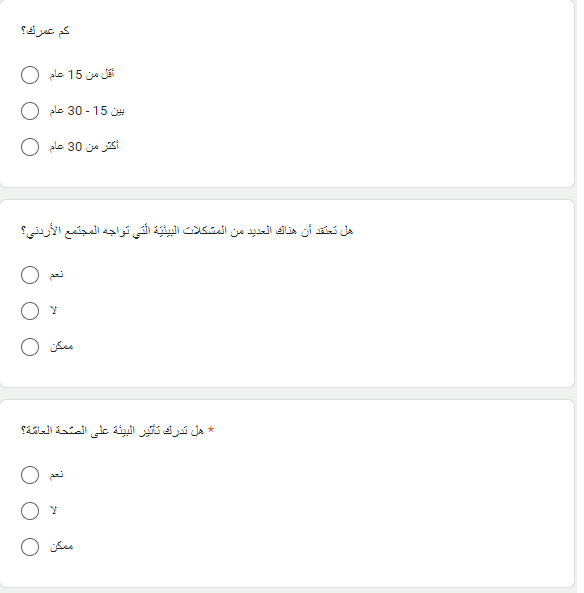 كم عمرك؟
أقل من 15 عام
بين 15 - 30 عام
أكثر من 30 عام
هل تعتقد أن هناك العديد من المشكلات البيئيّة الّتي تواجه المجتمع الأردني؟
نعم
لا
ممكن
هل تدرك تأثير البيئة على الصّحة العامّة؟ *
نعم
لا
ممكن